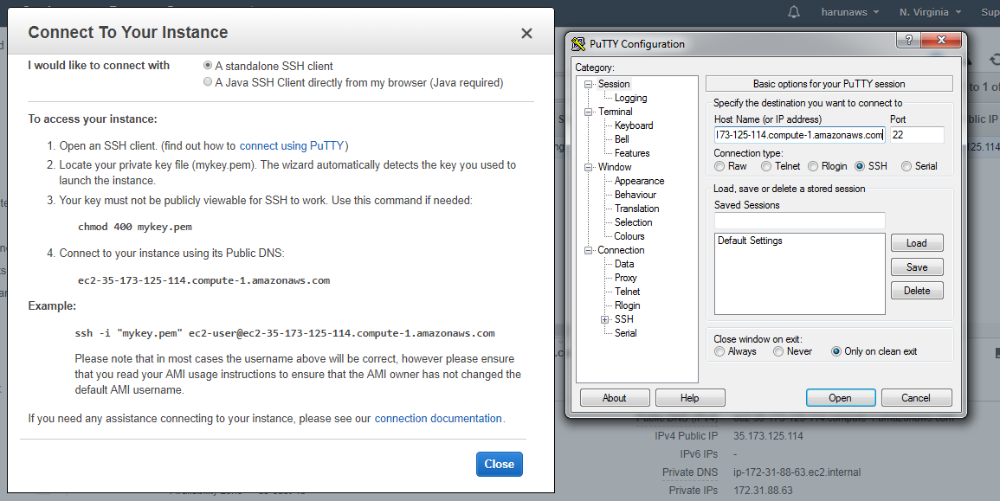 harunaws
N. Virginia
Sup
Connect To Your Instance
I would like to connect with
A standalone SSH client
A Java SSH Client directly from my browser (Java required)
To access your instance:
1. Open an SSH client. (find out how to connect using PuTTY)
2. Locate your private key file (mykey.pem). The wizard automatically detects the key you used to
launch the instance.
3. Your key must not be publicly viewable for SSH to work. Use this command if needed:
chmod 400 mykey.pem
4. Connect to your instance using its Public DNS:
ec2-35-173-125-114.compute-1.amazonaws.com
Example:
ssh -i "mykey.pem" ec2-user@ec2-35-173-125-114.compute-1.amazonaws.com
Please note that in most cases the username above will be correct, however please ensure
that you read your AMI usage instructions to ensure that the AMI owner has not changed the
default AMI username.
If you need any assistance connecting to your instance, please see our connection documentation.
Close
PuTTY Configuration
Category:
Session
Logging
Terminal
Keyboard
Bell
Features
Window
Appearance
Behaviour
Translation
Selection
Colours
Connection
Data
Proxy
Telnet
Rlogin
SSH
Serial
Basic options for your PuTTY session
Specify the destination you want to connect to
Host Name (or IP address) Port
173-125-114.compute-1.amazonaws.com 22
Connection type:
Raw Telnet Rlogin SSH Serial
Load, save or delete a stored session
Saved Sessions
Default Settings
Load
Save
Delete
Close window on exit:
Always Never Only on clean exit
About Help Open Cancel
to 1 of
blic IP
25.114
IPv4 Public IP 35.173.125.114
IPv6 IPs -
Private DNS ip-172-31-88-63.ec2.internal
Private IPs 172.31.88.63